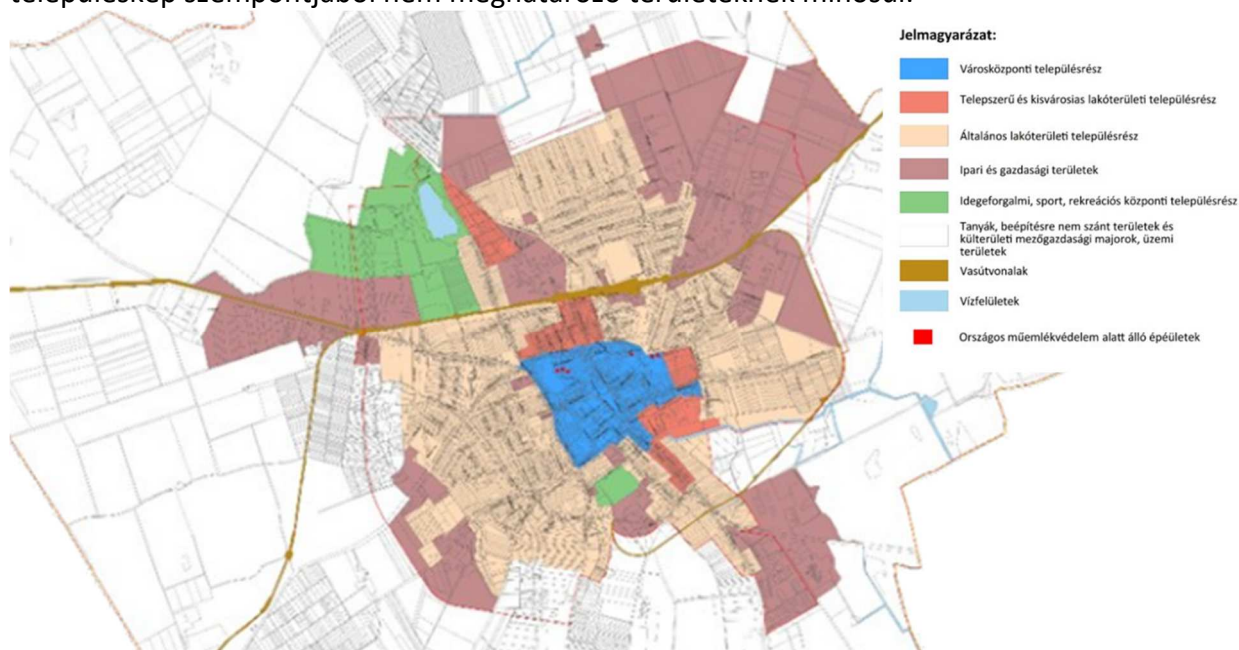 településkép szempontjából nem meghatározó területeknek minősül.
Jelmagyarázat:
Városközponti településrész
Telepszerű és kisvárosias lakóterületi településrész
Általános lakóterületi településrész
Ipari és gazdasági területek
Idegeforgalmi, sport, rekreációs központi településrész
Tanyák, beépítésre nem szánt területek és
külterületi mezőgazdasági majorok, üzemi
területek
Vasútvonalak
Vízfelületek
Országos műemlékvédelem alatt álló épéületek